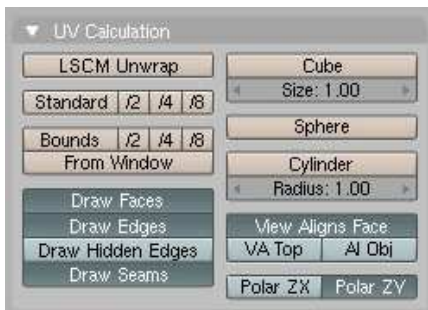 UV Calculation
LSCM Unwrap
Standard /2 /4 /8
Bounds /2 /4 /8
From Window
Draw Faces
Draw Edges
Draw Hidden Edges
Draw Seams
Cube
Size: 1.00
Sphere
Cylinder
Radius: 1.00
View Aligns Face
VA Top Al Obj
Polar ZX Polar ZY